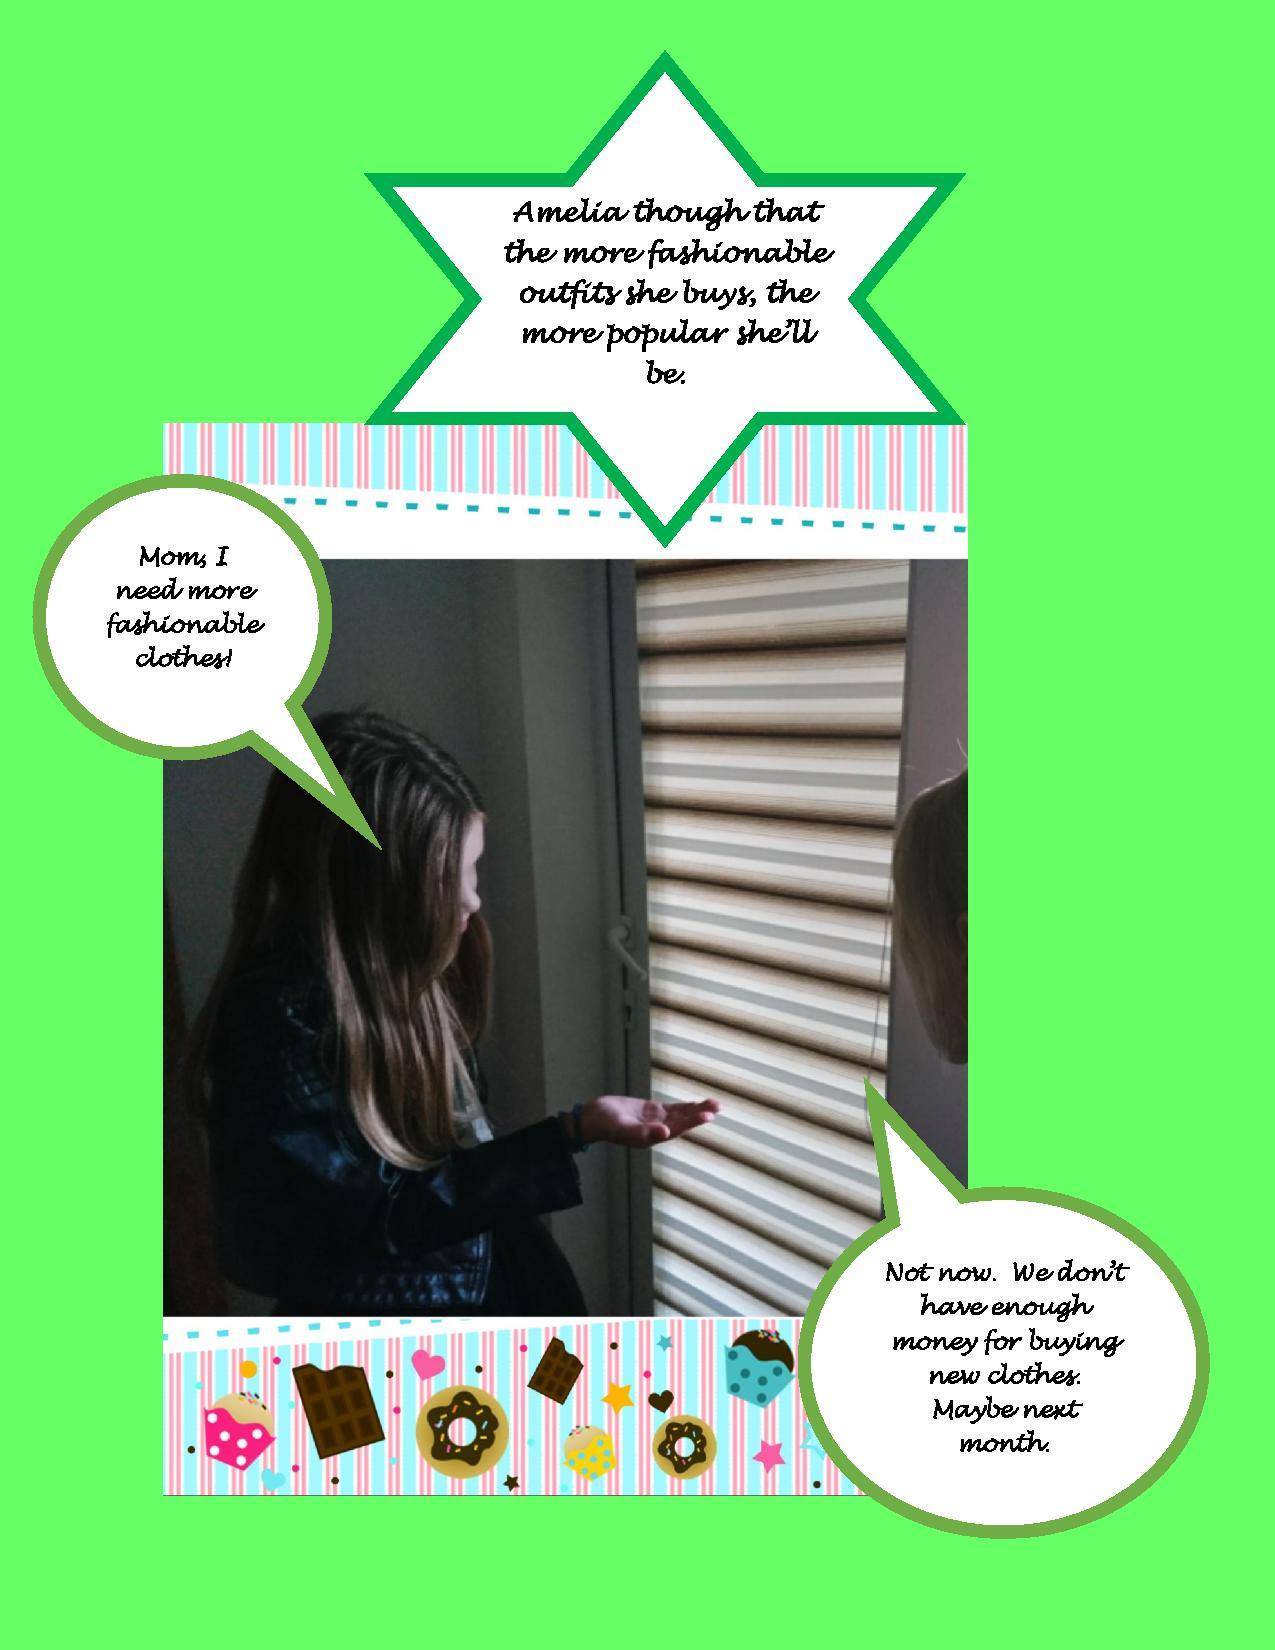 Amelia though that
the more fashionable
outfits she buys, the
more popular she'll
be.
Mom, I
need more
fashionable
clothes!
Not now.  We don't
have enough
money for buying
new clothes.
Maybe next
month.